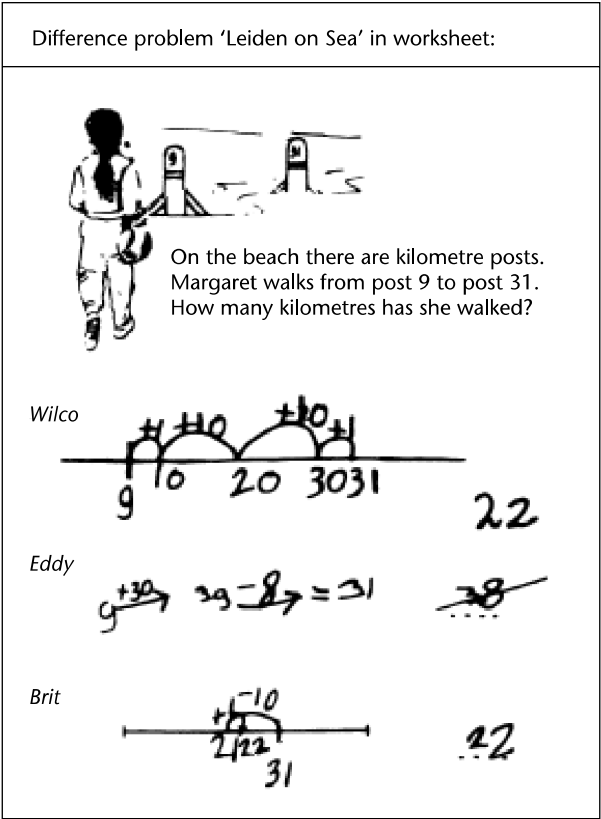 Difference problem ‘Leiden on Sea’ in worksheet:
9
31
On the beach there are kilometre posts.
Margaret walks from post 9 to post 31.
How many kilometres has she walked?
Wilco
+1 +10 +10 +1
9 10 20 30 31
22
Eddy
+30
9 39 -8 = 31
38
Brit
+1 -10
21 22
31
22